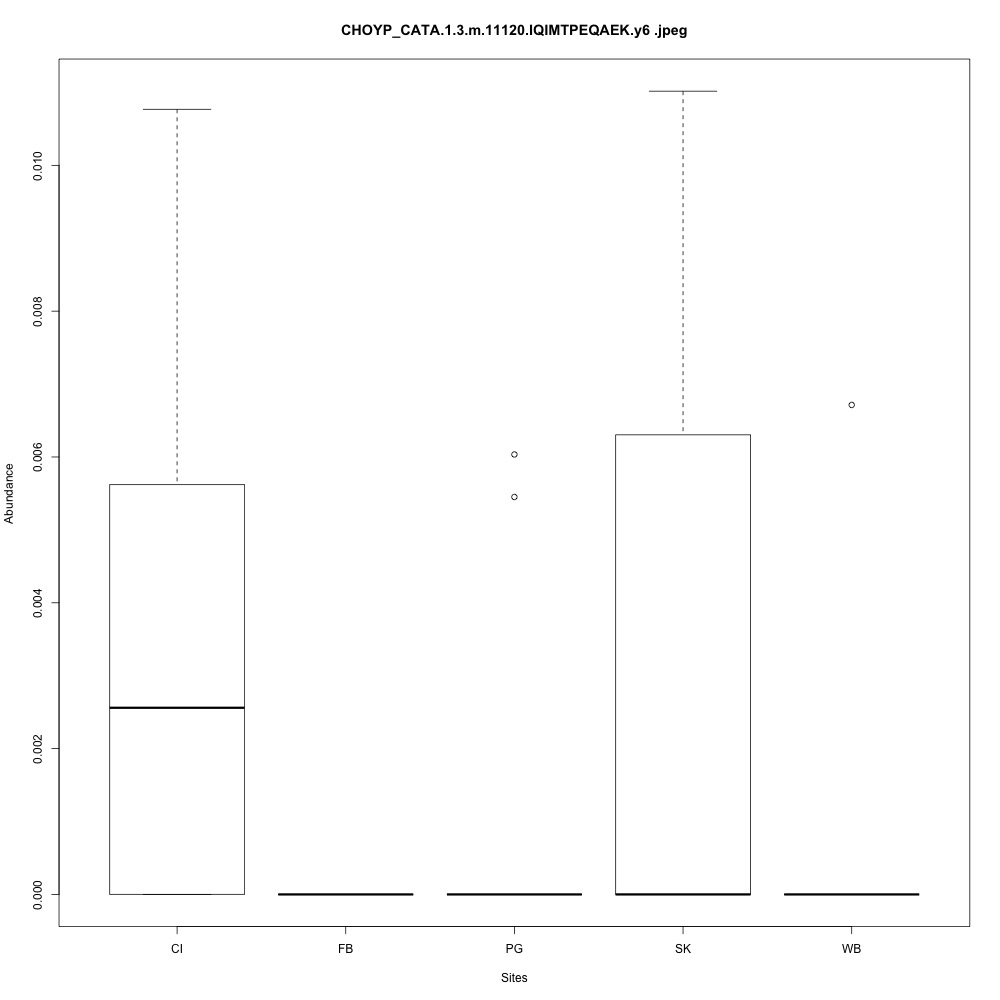 CHOYP_CATA.1.3.m.11120.IQIMTPEQAEK.y6 .jpeg
Abundance
0.010
0.008
0.006
0.004
0.002
0.000
CI FB PG SK WB
Sites